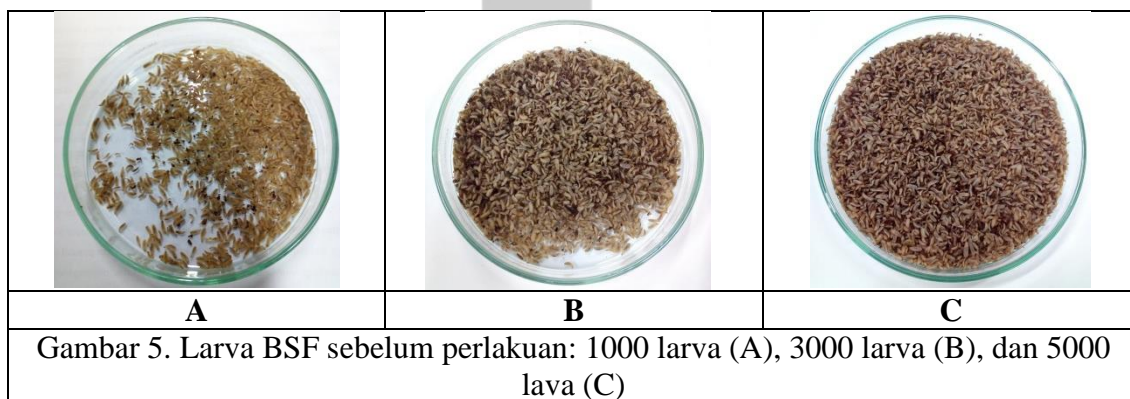 A
B
C
Gambar 5. Larva BSF sebelum perlakuan: 1000 larva (A), 3000 larva (B), dan 5000
lava (C)